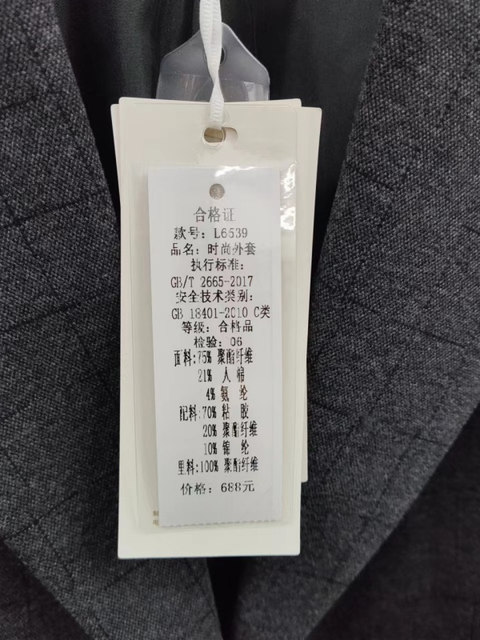 合格证
款号: L6539
品名: 时尚外套
执行标准:
GB/T 2665-2017
安全技术类别:
GB 18401-2010 C类
等级: 合格品
检验: 06
面料:75% 聚酯纤维
21% 人 棉
4% 氨 纶
配料:70% 粘 胶
20% 聚酯纤维
10% 锦 纶
里料:100% 聚酯纤维
价格: 688元